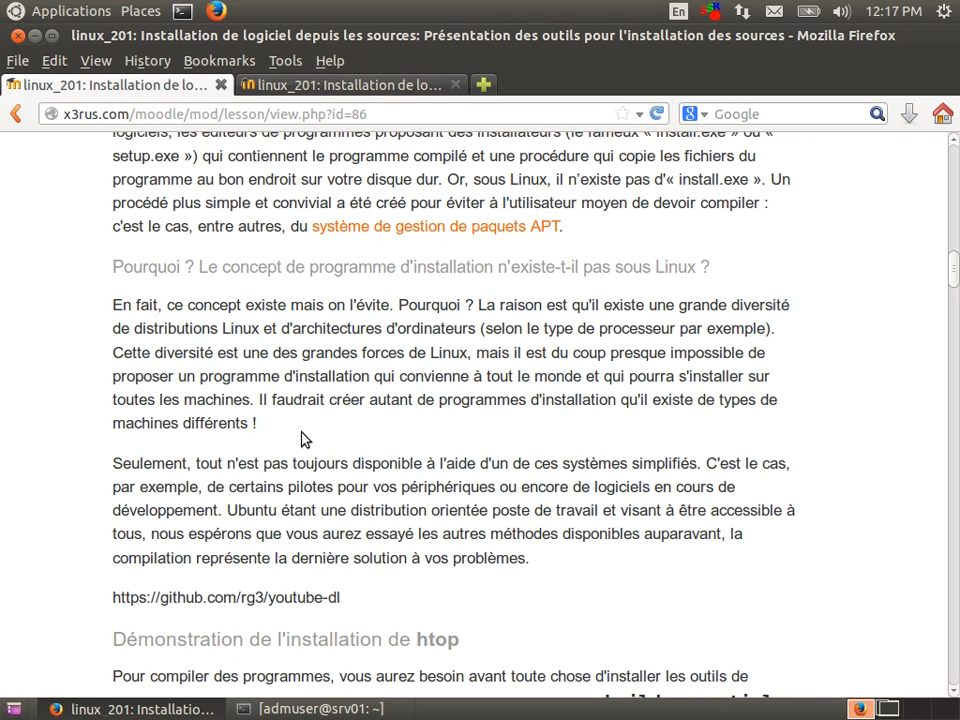 Applications Places En 12:17 PM
linux_201: Installation de logiciel depuis les sources: Présentation des outils pour l'installation des sources - Mozilla Firefox
File Edit View History Bookmarks Tools Help
linux_201: Installation de lo... linux_201: Installation de lo...
x3rus.com/moodle/mod/lesson/view.php?id=86 Google
logiciels, les éditeurs de programmes proposant des installateurs (le fameux « install.exe » ou «
setup.exe ») qui contiennent le programme compilé et une procédure qui copie les fichiers du
programme au bon endroit sur votre disque dur. Or, sous Linux, il n'existe pas d'« install.exe ». Un
procédé plus simple et convivial a été créé pour éviter à l'utilisateur moyen de devoir compiler :
c'est le cas, entre autres, du système de gestion de paquets APT.
Pourquoi ? Le concept de programme d'installation n'existe-t-il pas sous Linux ?
En fait, ce concept existe mais on l'évite. Pourquoi ? La raison est qu'il existe une grande diversité
de distributions Linux et d'architectures d'ordinateurs (selon le type de processeur par exemple).
Cette diversité est une des grandes forces de Linux, mais il est du coup presque impossible de
proposer un programme d'installation qui convienne à tout le monde et qui pourra s'installer sur
toutes les machines. Il faudrait créer autant de programmes d'installation qu'il existe de types de
machines différents !
Seulement, tout n'est pas toujours disponible à l'aide d'un de ces systèmes simplifiés. C'est le cas,
par exemple, de certains pilotes pour vos périphériques ou encore de logiciels en cours de
développement. Ubuntu étant une distribution orientée poste de travail et visant à être accessible à
tous, nous espérons que vous aurez essayé les autres méthodes disponibles auparavant, la
compilation représente la dernière solution à vos problèmes.
https://github.com/rg3/youtube-dl
Démonstration de l'installation de htop
Pour compiler des programmes, vous aurez besoin avant toute chose d'installer les outils de
linux_201: Installatio... [admuser@srv01: ~]